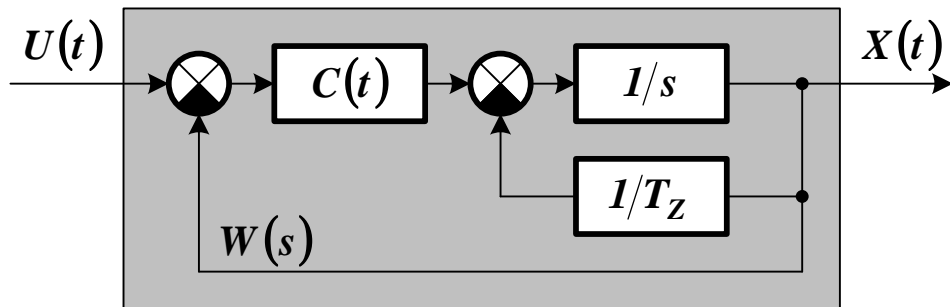 U(t)
X(t)
C(t)
1/s
1/T_Z
W(s)